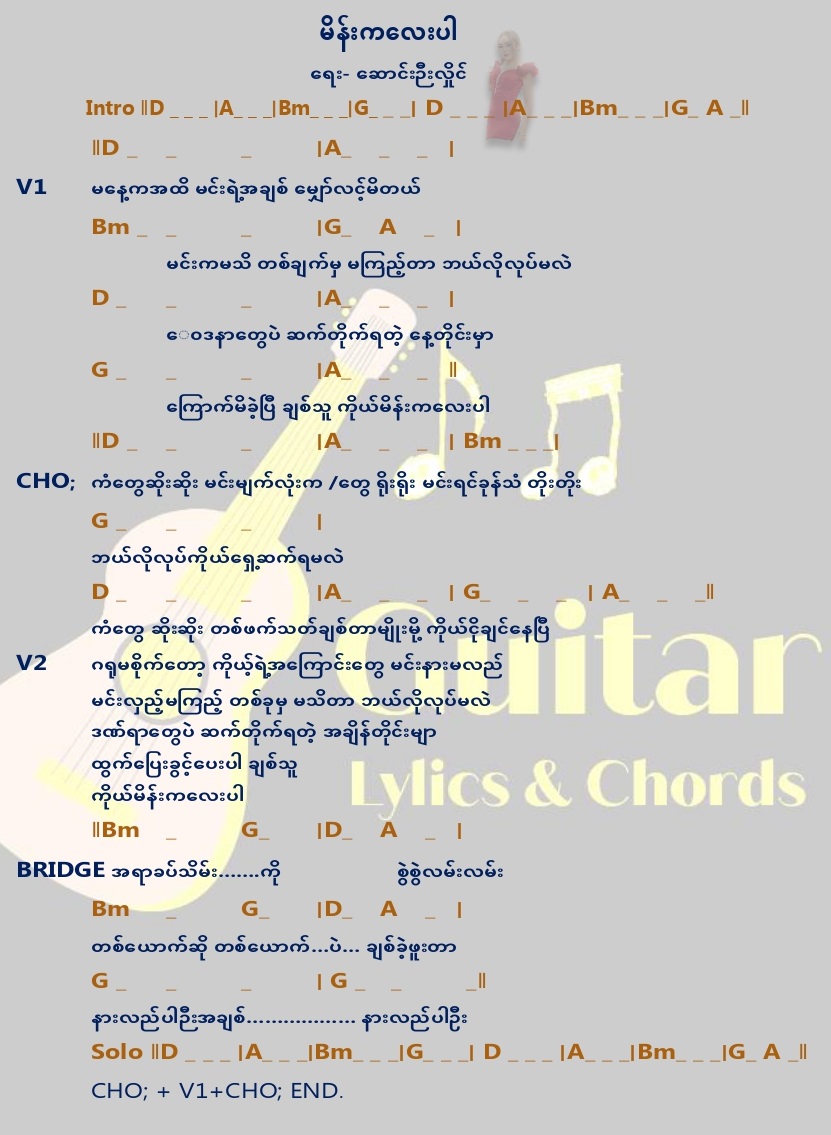 မိန်းကလေးပါ
ရေး- ဆောင်းဦးလှိုင်
Intro ‖D _ _ _ |A_ _ _|Bm_ _ _|G_ _ _| D _ _ _ |A_ _ _|Bm_ _ _|G_ A _‖
‖D _ _ _ |A_ _ _ |
V1 မနေ့ကအထိ မင်းရဲ့အချစ် မျှော်လင့်မိတယ်
Bm _ _ _ |G_ A _ |
မင်းကမသိ တစ်ချက်မှ မကြည့်တာ ဘယ်လိုလုပ်မလဲ
D _ _ _ |A_ _ _ |
ေဝဒနာတွေပဲ ဆက်တိုက်ရတဲ့ နေ့တိုင်းမှာ
G _ _ _ |A_ _ _ ‖
ကြောက်မိခဲ့ပြီ ချစ်သူ ကိုယ်မိန်းကလေးပါ
‖D _ _ _ |A_ _ _ | Bm _ _ _|
CHO; ကံတွေဆိုးဆိုး မင်းမျက်လုံးက /တွေ ရိုးရိုး မင်းရင်ခုန်သံ တိုးတိုး
G _ _ _ |
ဘယ်လိုလုပ်ကိုယ်ရှေ့ဆက်ရမလဲ
D _ _ _ |A_ _ _ | G_ _ _ | A_ _ _‖
ကံတွေ ဆိုးဆိုး တစ်ဖက်သတ်ချစ်တာမျိုးမို့ ကိုယ်ငိုချင်နေပြီ
V2 ဂရုမစိုက်တော့ ကိုယ့်ရဲ့အကြောင်းတွေ မင်းနားမလည်
မင်းလှည့်မကြည့် တစ်ခုမှ မသိတာ ဘယ်လိုလုပ်မလဲ
ဒဏ်ရာတွေပဲ ဆက်တိုက်ရတဲ့ အချိန်တိုင်းမျာ
ထွက်ပြေးခွင့်ပေးပါ ချစ်သူ
ကိုယ်မိန်းကလေးပါ
‖Bm _ G_ |D_ A _ |
BRIDGE အရာခပ်သိမ်း.......ကို စွဲစွဲလမ်းလမ်း
Bm _ G_ |D_ A _ |
တစ်ယောက်ဆို တစ်ယောက်...ပဲ... ချစ်ခဲ့ဖူးတာ
G _ _ _ | G _ _ _‖
နားလည်ပါဦးအချစ်.................. နားလည်ပါဦး
Solo ‖D _ _ _ |A_ _ _|Bm_ _ _|G_ _ _| D _ _ _ |A_ _ _|Bm_ _ _|G_ A _‖
CHO; + V1+CHO; END.
Guitar
Lylics & Chords